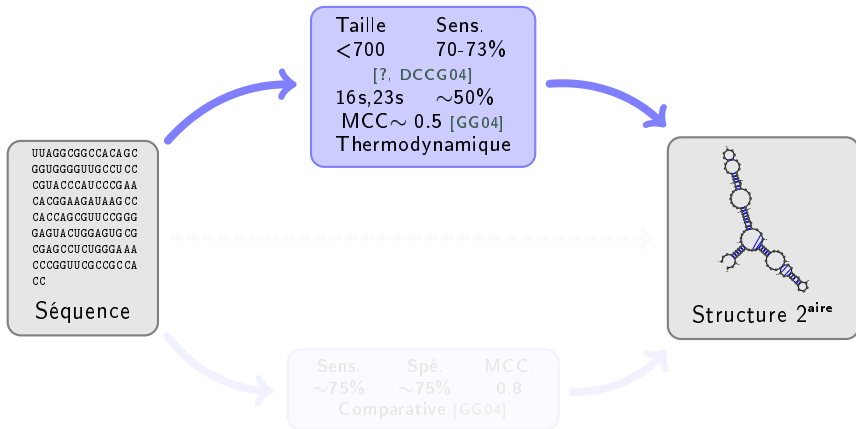 Taille Sens.
<700 70-73%
[?, DCCG04]
16s,23s ∼50%
MCC∼ 0.5 [GG04]
Thermodynamique
UUAGGCGGCCACAGC
GGUGGGGUUGCCUCC
CGUACCCAUCCCGAA
CACGGAAGAUAAGCC
CACCAGCGUUCCGGG
GAGUACUGGAGUGCG
CGAGCCUCUGGGAAA
CCCGGUUCGCCGCCA
CC
Séquence
Structure 2aire
Sens. Spé. MCC.
∼75% ∼75% 0.8
Comparative [GG04]